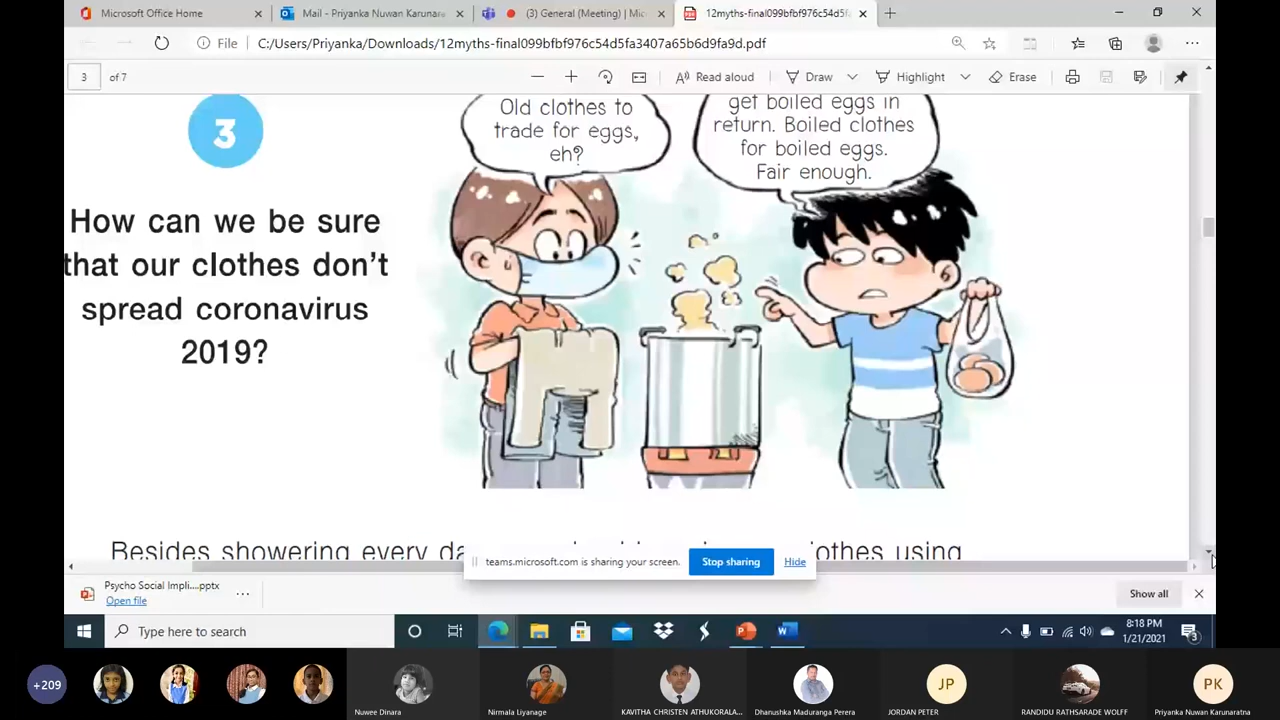 Microsoft Office Home
Mail - Priyanka Nuwan Karunara
(3) General (Meeting) | Mic
12myths-final099bfbf976c54d5fa
File
C:/Users/Priyanka/Downloads/12myths-final099bfbf976c54d5fa3407a65b6d9fa9d.pdf
3 of 7
Read aloud
Draw
Highlight
Erase
3
How can we be sure
that our clothes don't
spread coronavirus
2019?
Old clothes to
trade for eggs,
eh?
get boiled eggs in
return. Boiled clothes
for boiled eggs.
Fair enough.
Besides showering every da
clothes using
teams.microsoft.com is sharing your screen.
Stop sharing
Hide
Psycho Social Impli....pptx
Open file
Show all
Type here to search
8:18 PM
1/21/2021
3
+209
Nuwee Dinara
Nirmala Liyanage
KAVITHA CHRISTEN ATHUKORALA...
Dhanushka Maduranga Perera
JP
JORDAN PETER
RANDIDU RATHSARADE WOLFF
PK
Priyanka Nuwan Karunaratna